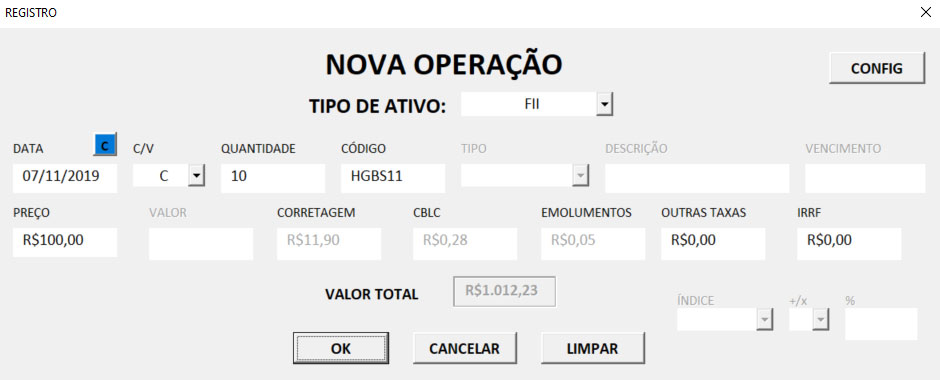 REGISTRO
NOVA OPERAÇÃO
CONFIG
TIPO DE ATIVO: FII
DATA C C/V QUANTIDADE CÓDIGO TIPO DESCRIÇÃO VENCIMENTO
07/11/2019 C 10 HGBS11
PREÇO VALOR CORRETAGEM CBLC EMOLUMENTOS OUTRAS TAXAS IRRF
R$100,00 R$11,90 R$0,28 R$0,05 R$0,00 R$0,00
VALOR TOTAL R$1.012,23
ÍNDICE +/x %
OK CANCELAR LIMPAR